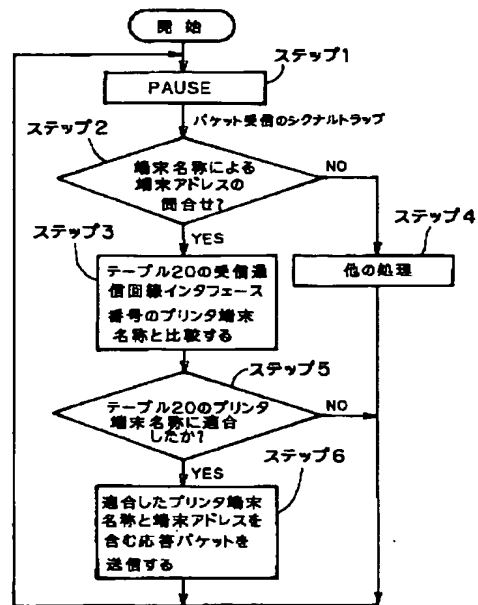 開始
ステップ1
PAUSE
パケット受信のシグナルトラップ
ステップ2
端末名称による
端末アドレスの
問合せ?
NO
YES
ステップ3
ステップ4
テーブル20の受信通
信回線インタフェース
番号のプリンタ端末
名称と比較する
他の処理
ステップ5
テーブル20のプリンタ
端末名称に適合
したか?
NO
YES
ステップ6
適合したプリンタ端末
名称と端末アドレスを
含む応答パケットを
送信する